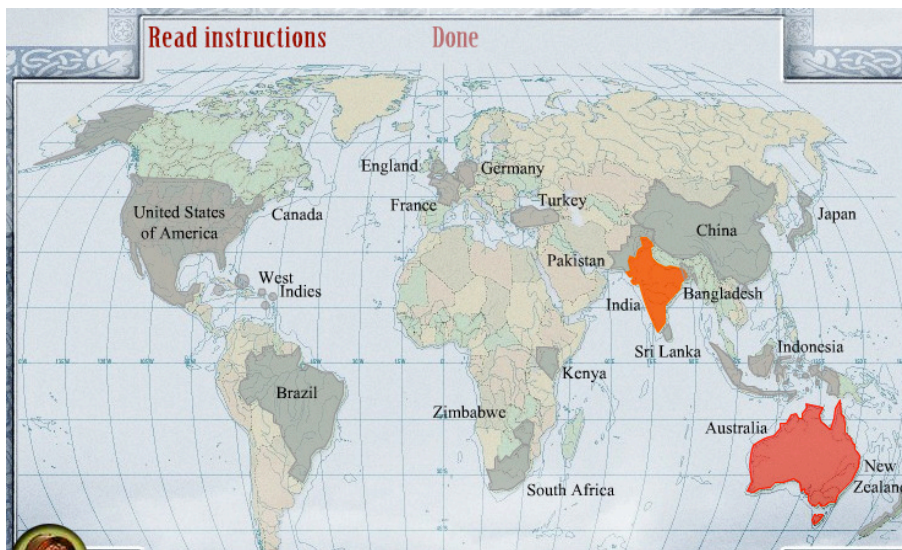 Read instructions
Done
England
Germany
France
Turkey
United States
of America
Canada
China
Japan
Pakistan
West
Indies
India
Bangladesh
Sri Lanka
Indonesia
Kenya
Brazil
Zimbabwe
Australia
South Africa
New
Zealand